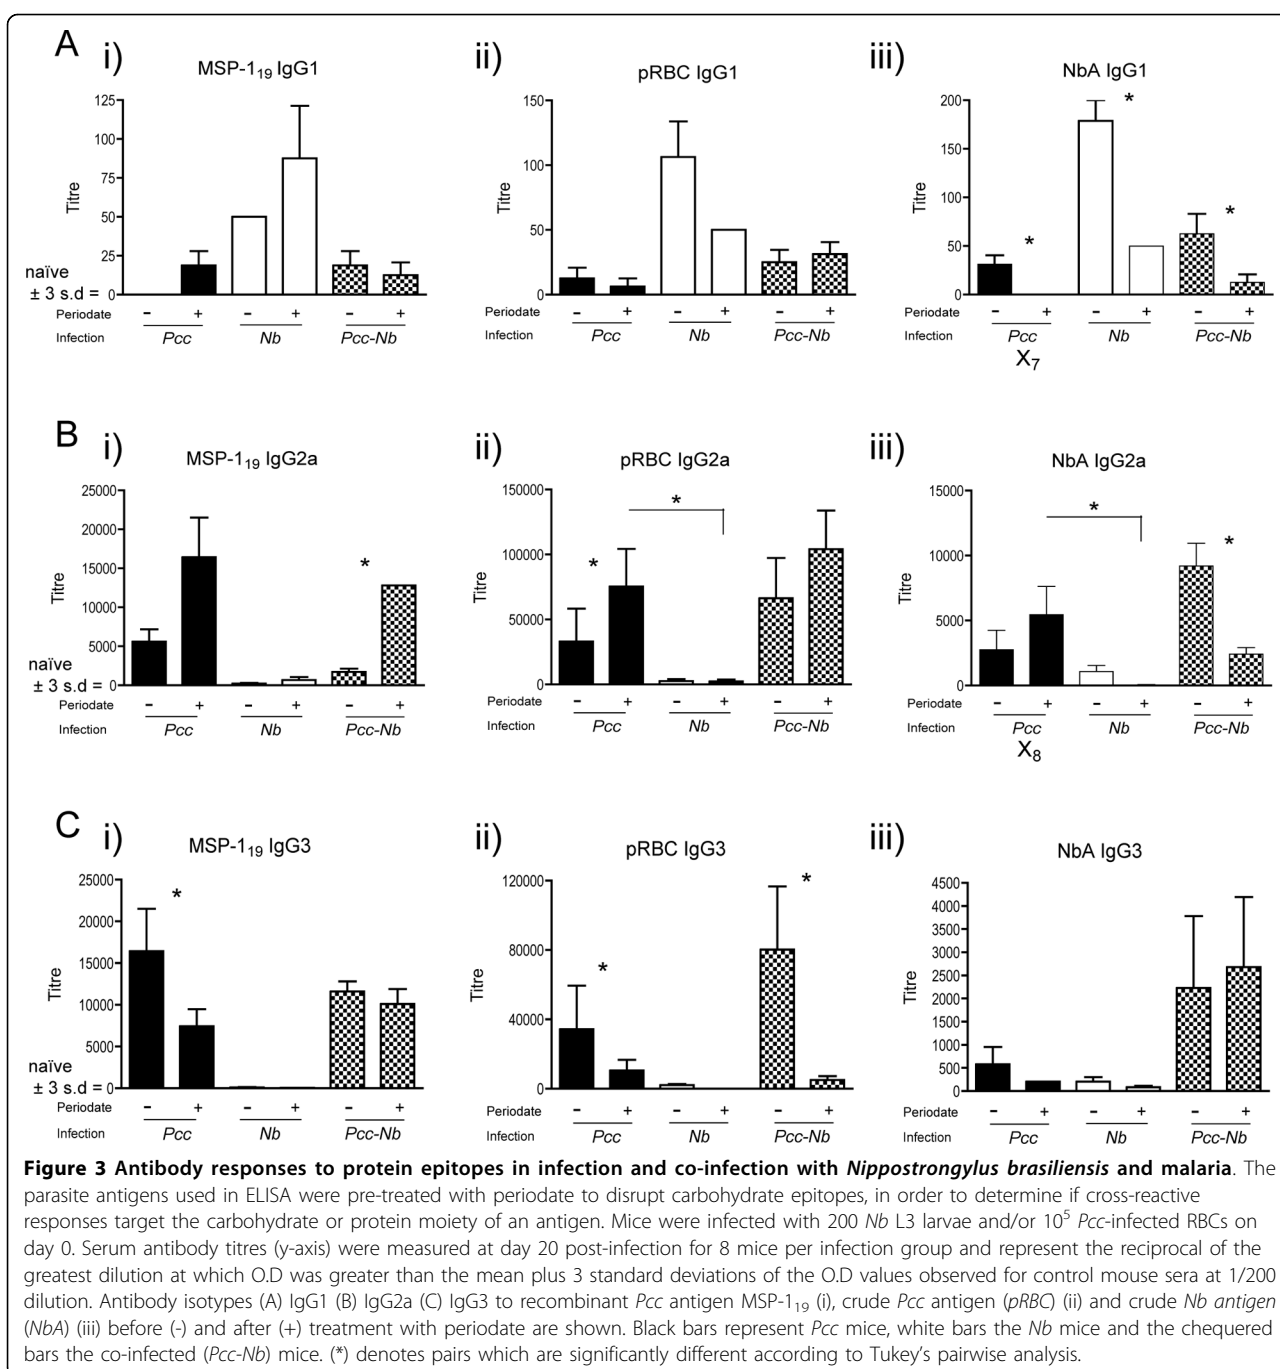 A
i)
MSP-1₁₉ IgG1
Titre
125
100
75
50
25
0
naïve
± 3 s.d =
Periodate - + - + - +
Infection Pcc Nb Pcc-Nb
ii)
pRBC IgG1
Titre
150
100
50
0
Periodate - + - + - +
Infection Pcc Nb Pcc-Nb
iii)
NbA IgG1
Titre
200
150
100
50
0
* * *
Periodate - + - + - +
Infection Pcc Nb Pcc-Nb
X₇
B
i)
MSP-1₁₉ IgG2a
Titre
25000
20000
15000
10000
5000
0
naïve
± 3 s.d =
*
Periodate - + - + - +
Infection Pcc Nb Pcc-Nb
ii)
pRBC IgG2a
Titre
150000
100000
50000
0
* *
Periodate - + - + - +
Infection Pcc Nb Pcc-Nb
iii)
NbA IgG2a
Titre
15000
10000
5000
0
* *
Periodate - + - + - +
Infection Pcc Nb Pcc-Nb
X₈
C
i)
MSP-1₁₉ IgG3
Titre
25000
20000
15000
10000
5000
0
naïve
± 3 s.d =
*
Periodate - + - + - +
Infection Pcc Nb Pcc-Nb
ii)
pRBC IgG3
Titre
120000
80000
40000
0
* *
Periodate - + - + - +
Infection Pcc Nb Pcc-Nb
iii)
NbA IgG3
Titre
4500
4000
3500
3000
2500
2000
1500
1000
500
0
Periodate - + - + - +
Infection Pcc Nb Pcc-Nb
Figure 3 Antibody responses to protein epitopes in infection and co-infection with Nippostrongylus brasiliensis and malaria. The
parasite antigens used in ELISA were pre-treated with periodate to disrupt carbohydrate epitopes, in order to determine if cross-reactive
responses target the carbohydrate or protein moiety of an antigen. Mice were infected with 200 Nb L3 larvae and/or 10⁵ Pcc-infected RBCs on
day 0. Serum antibody titres (y-axis) were measured at day 20 post-infection for 8 mice per infection group and represent the reciprocal of the
greatest dilution at which O.D was greater than the mean plus 3 standard deviations of the O.D values observed for control mouse sera at 1/200
dilution. Antibody isotypes (A) IgG1 (B) IgG2a (C) IgG3 to recombinant Pcc antigen MSP-1₁₉ (i), crude Pcc antigen (pRBC) (ii) and crude Nb antigen
(NbA) (iii) before (-) and after (+) treatment with periodate are shown. Black bars represent Pcc mice, white bars the Nb mice and the chequered
bars the co-infected (Pcc-Nb) mice. (*) denotes pairs which are significantly different according to Tukey's pairwise analysis.